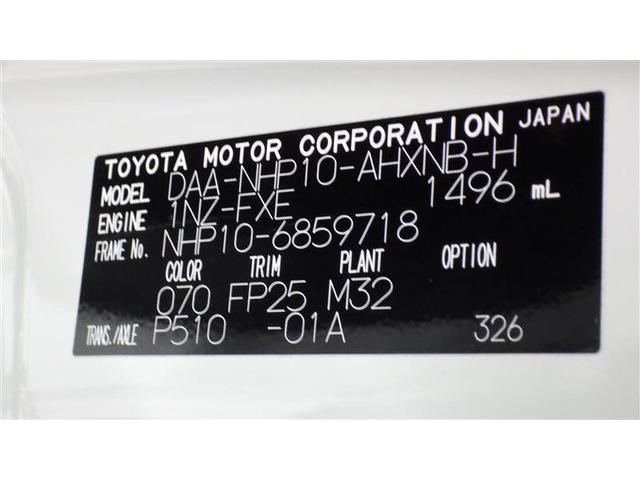 TOYOTA MOTOR CORPORATION JAPAN
MODEL DAA-NHP10-AHXNB-H
ENGINE 1NZ-FXE 1496 mL
FRAME No. NHP10-6859718
COLOR TRIM PLANT OPTION
070 FP25 M32
TRANS./AXLE P510 -01A 326